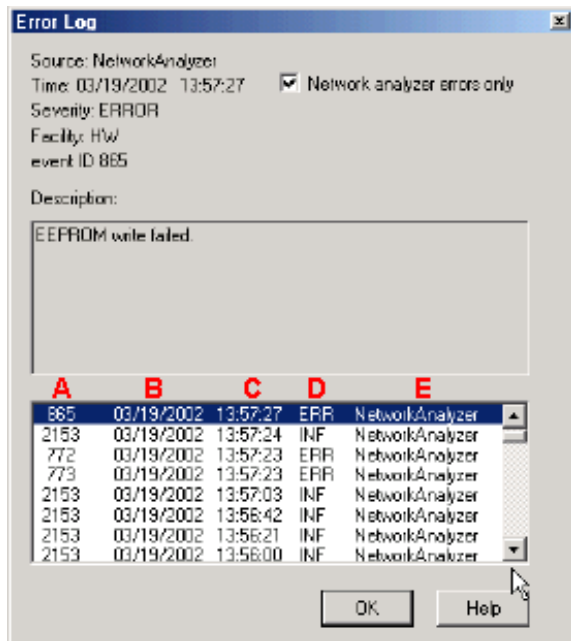 Error Log
Source: NetworkAnalyzer
Time: 03/19/2002 13:57:27
Network analyzer errors only
Severity: ERROR
Facility: HW
event ID 865
Description:
EEPROM write failed.
A B C D E
865 03/19/2002 13:57:27 ERR NetworkAnalyzer
2153 03/19/2002 13:57:24 INF NetworkAnalyzer
772 03/19/2002 13:57:23 ERR NetworkAnalyzer
773 03/19/2002 13:57:23 ERR NetworkAnalyzer
2153 03/19/2002 13:57:03 INF NetworkAnalyzer
2153 03/19/2002 13:56:42 INF NetworkAnalyzer
2153 03/19/2002 13:56:21 INF NetworkAnalyzer
2153 03/19/2002 13:56:00 INF NetworkAnalyzer
OK Help